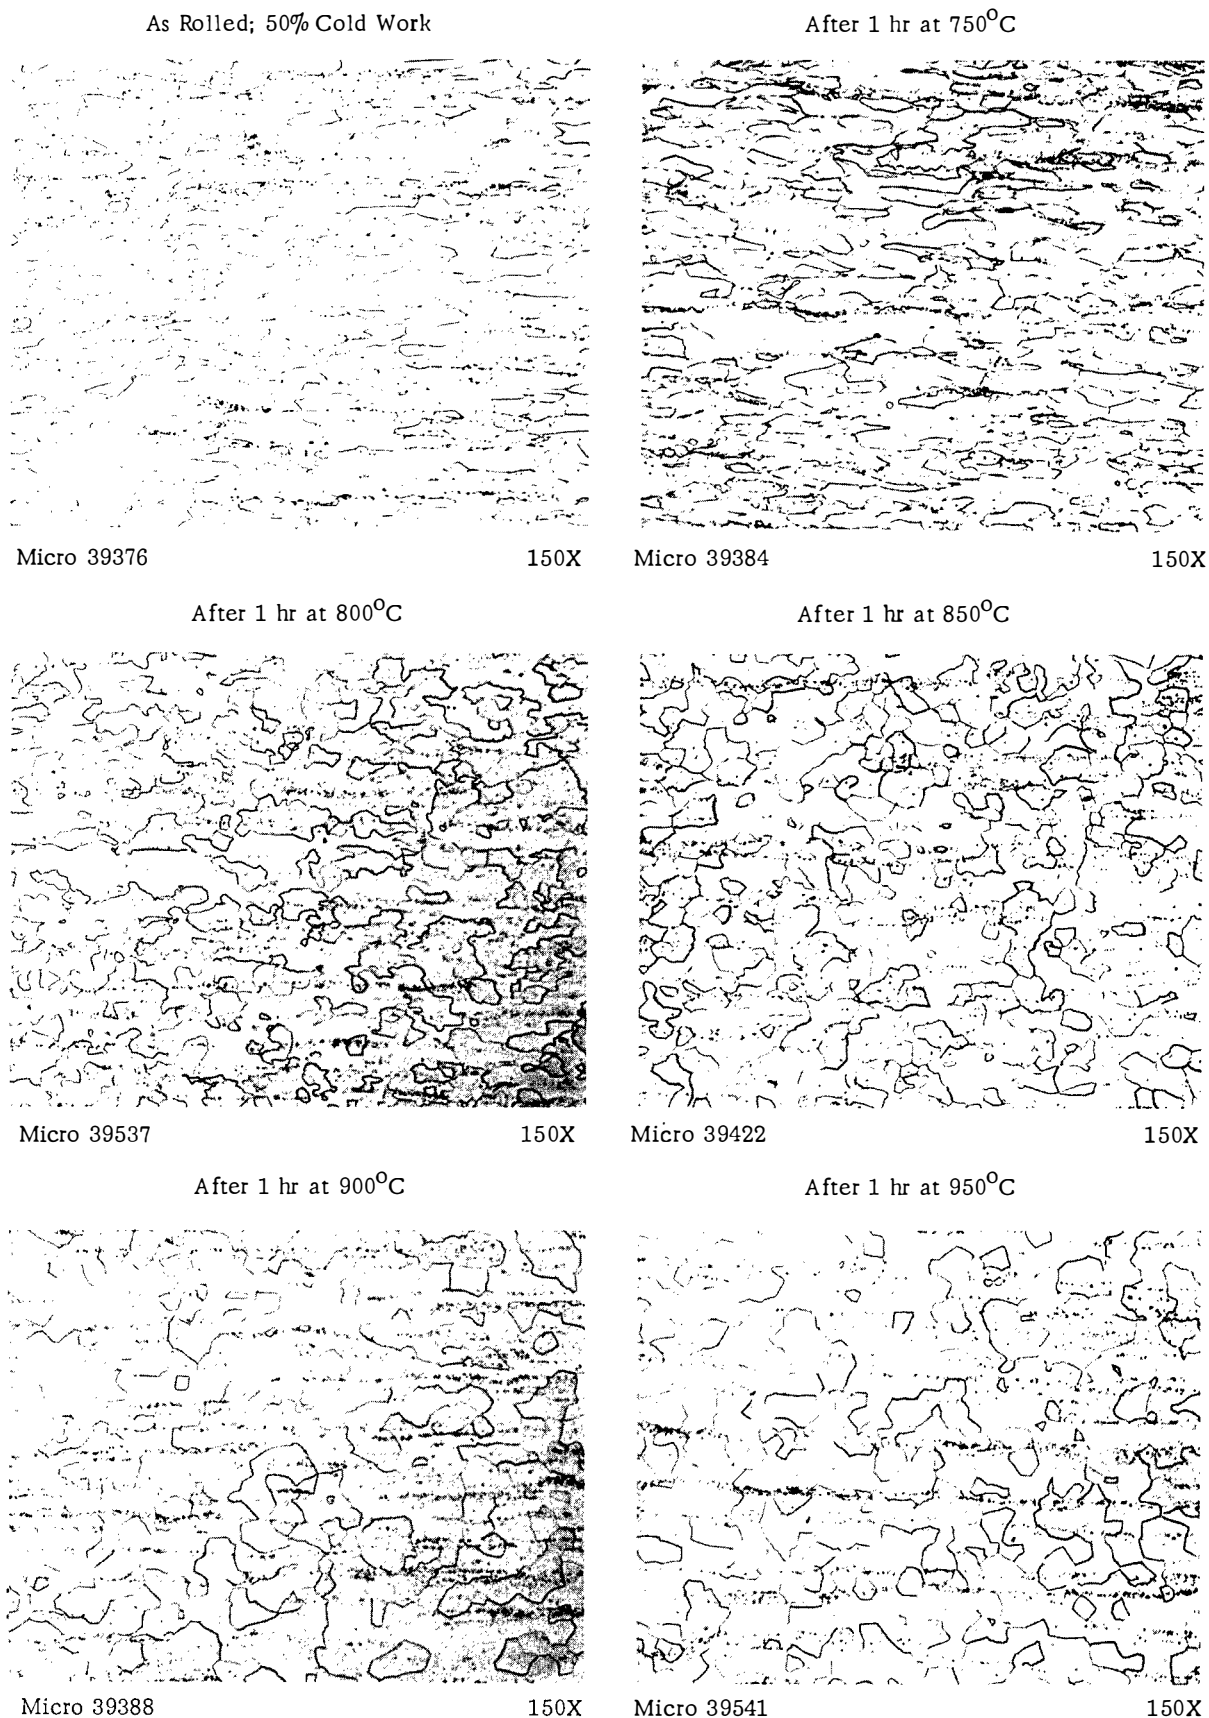 As Rolled; 50% Cold Work
After 1 hr at 750°C
Micro 39376 150X
Micro 39384 150X
After 1 hr at 800°C
After 1 hr at 850°C
Micro 39537 150X
Micro 39422 150X
After 1 hr at 900°C
After 1 hr at 950°C
Micro 39388 150X
Micro 39541 150X